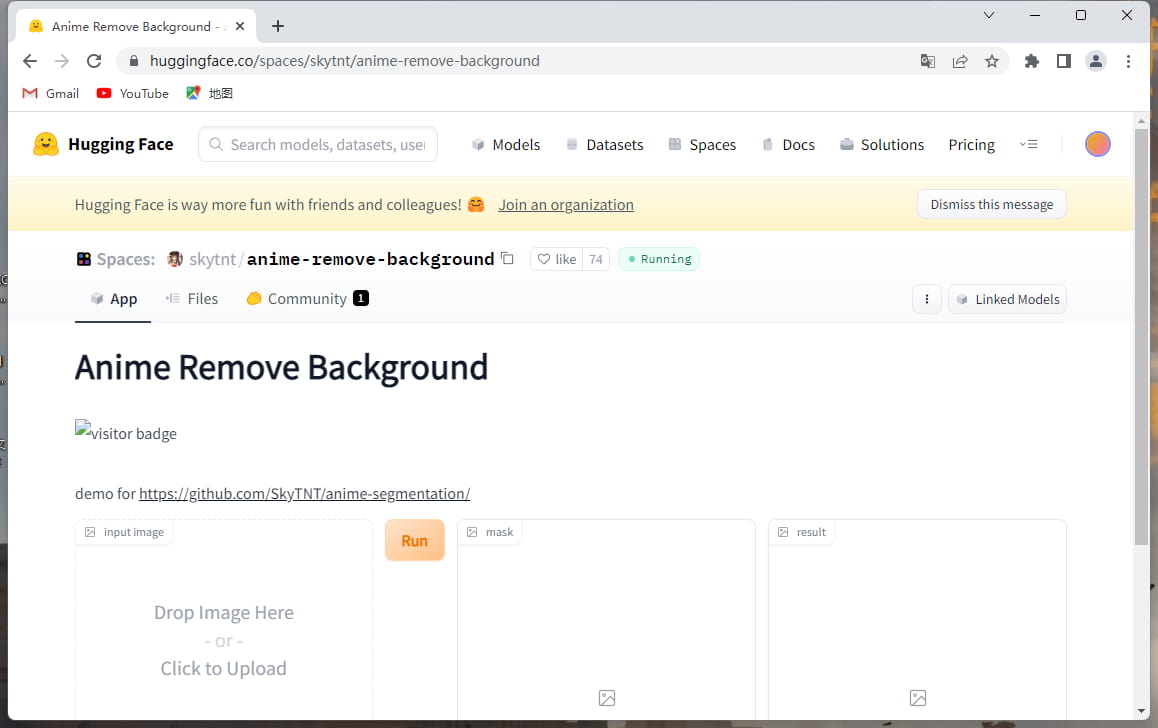 Anime Remove Background -
huggingface.co/spaces/skytnt/anime-remove-background
Gmail YouTube 地图
Hugging Face Search models, datasets, user Models Datasets Spaces Docs Solutions Pricing
Hugging Face is way more fun with friends and colleagues! 🤗 Join an organization Dismiss this message
Spaces: skytnt/anime-remove-background like 74 Running
App Files Community 1 Linked Models
Anime Remove Background
visitor badge
demo for https://github.com/SkyTNT/anime-segmentation/
input image Run mask result
Drop Image Here
- or -
Click to Upload